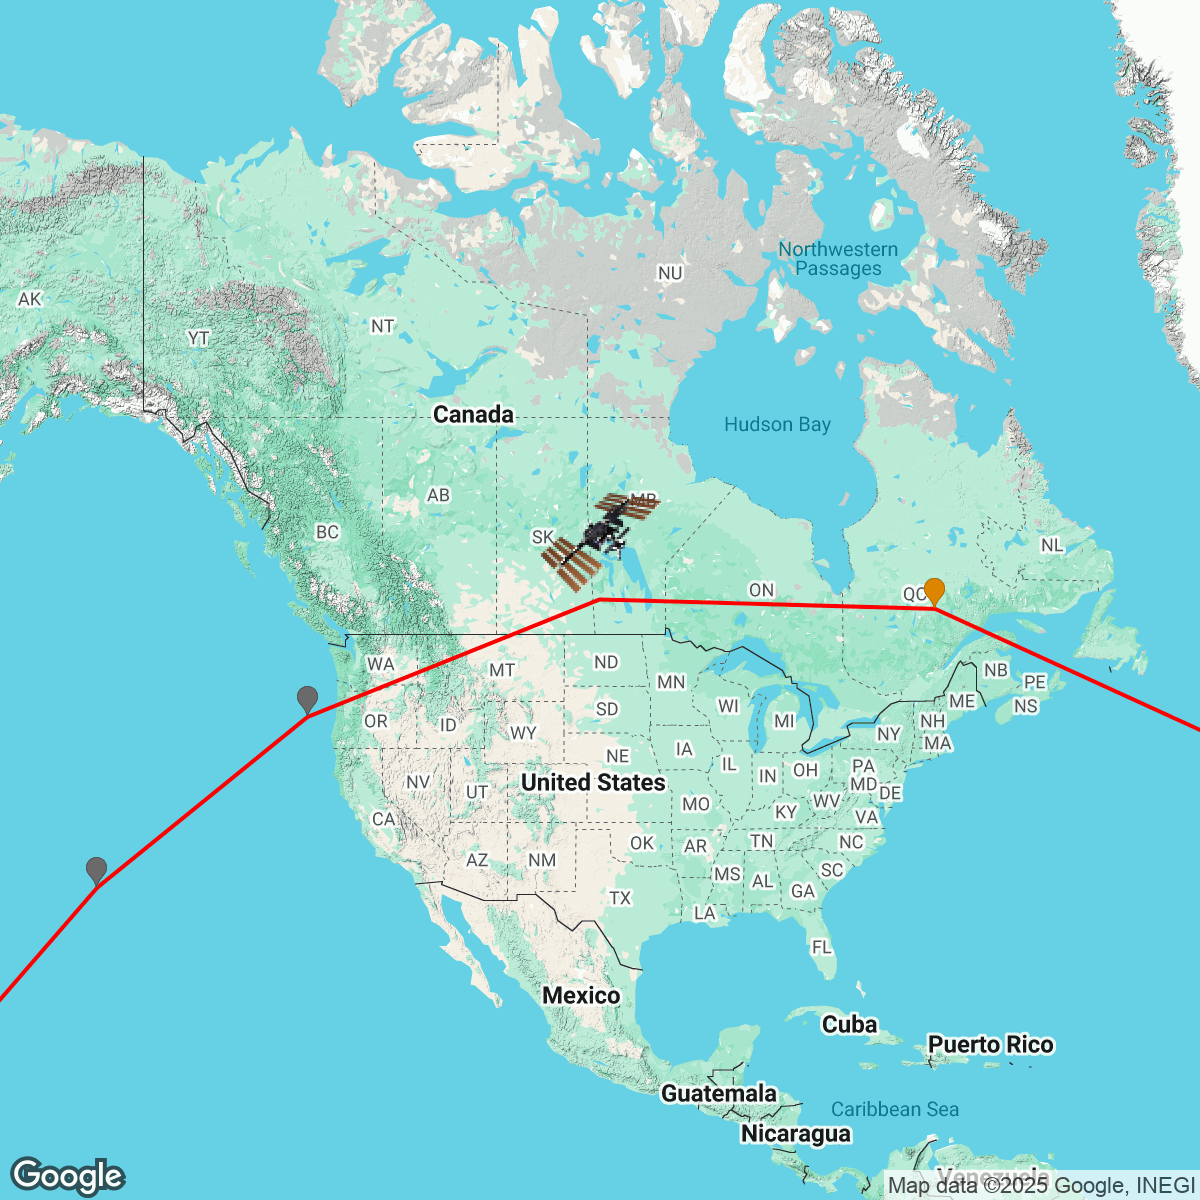 Northwestern
Passages
NU
AK
NT
YT
Canada
Hudson Bay
AB
MB
BC
SK
NL
ON
QC
WA
MT
ND
MN
NB
PE
ME
NS
OR
ID
SD
WI
MI
NH
NY
WY
MA
IA
NE
IL
IN
OH
PA
NV
UT
United States
MD
DE
CA
MO
KY
WV
VA
OK
AR
TN
NC
AZ
NM
MS
AL
SC
GA
TX
LA
FL
Mexico
Cuba
Puerto Rico
Guatemala
Caribbean Sea
Nicaragua
Venezuela
Google
Map data ©2025 Google, INEGI